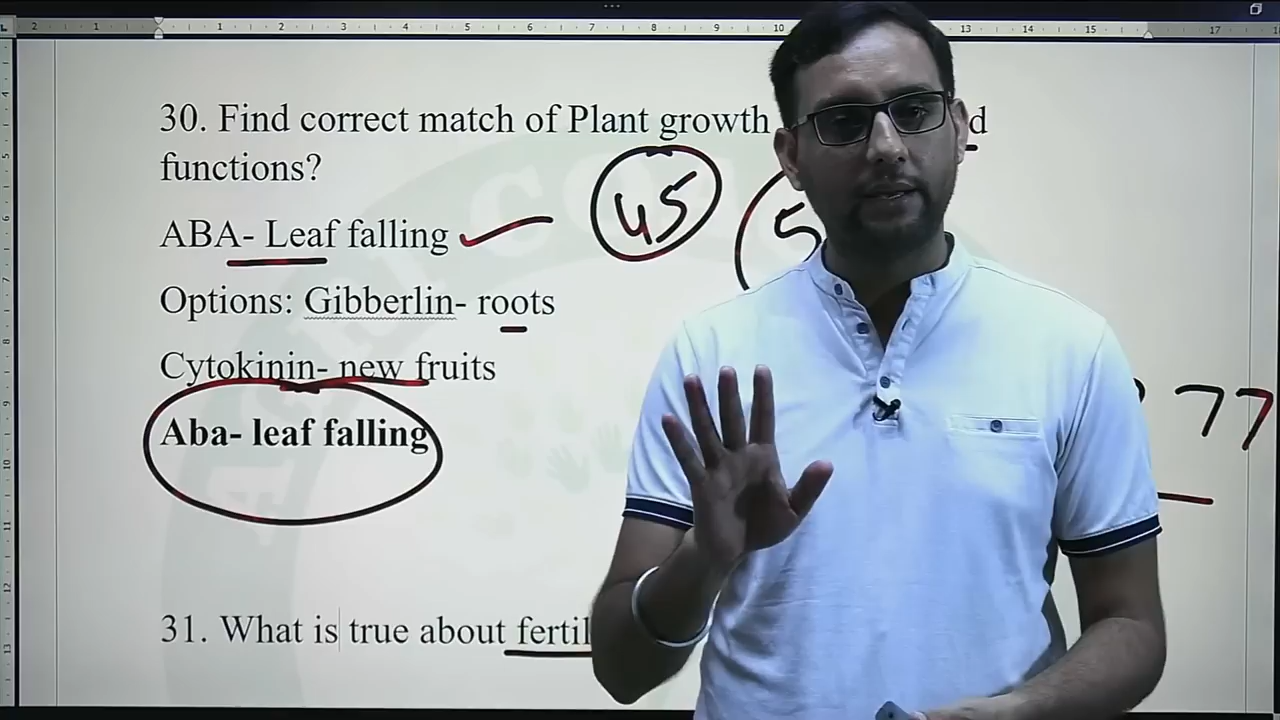 30. Find correct match of Plant growth
functions?
45
ABA- Leaf falling
5
Options: Gibberlin- roots
Cytokinin- new fruits
77
Aba- leaf falling
31. What is true about